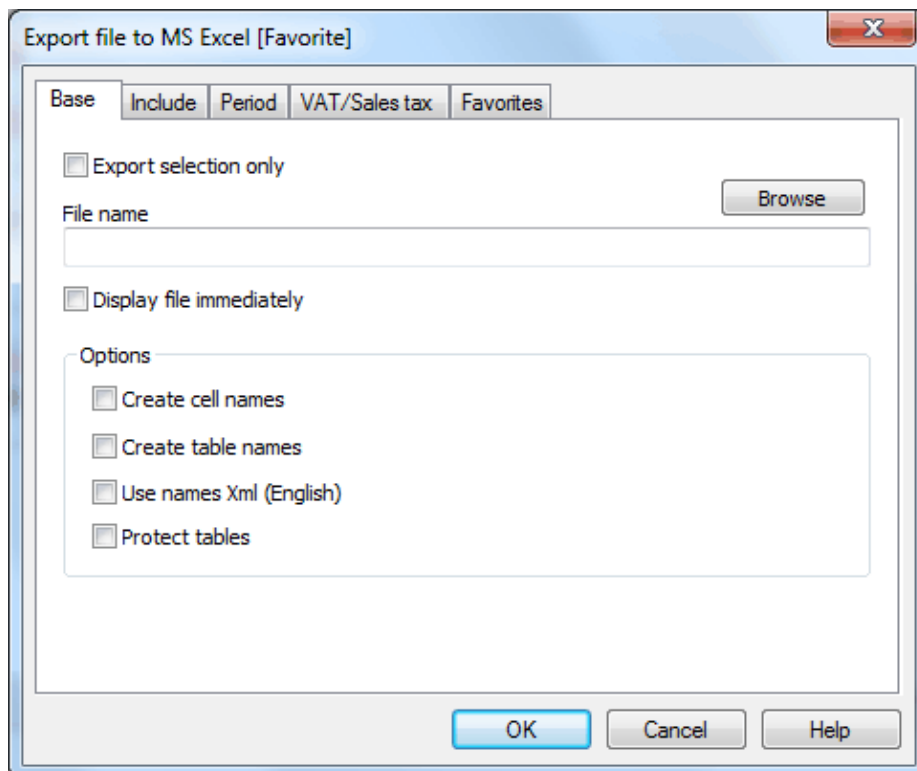 Export file to MS Excel [Favorite]
Base Include Period VAT/Sales tax Favorites
Export selection only
Browse
File name
Display file immediately
Options
Create cell names
Create table names
Use names Xml (English)
Protect tables
OK Cancel Help